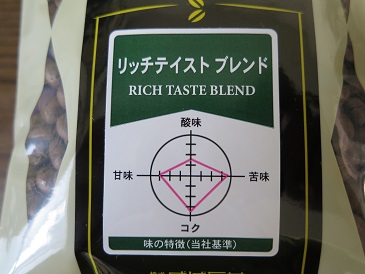 リッチテイスト ブレンド
RICH TASTE BLEND
酸味
甘味
苦味
コク
味の特徴(当社基準)